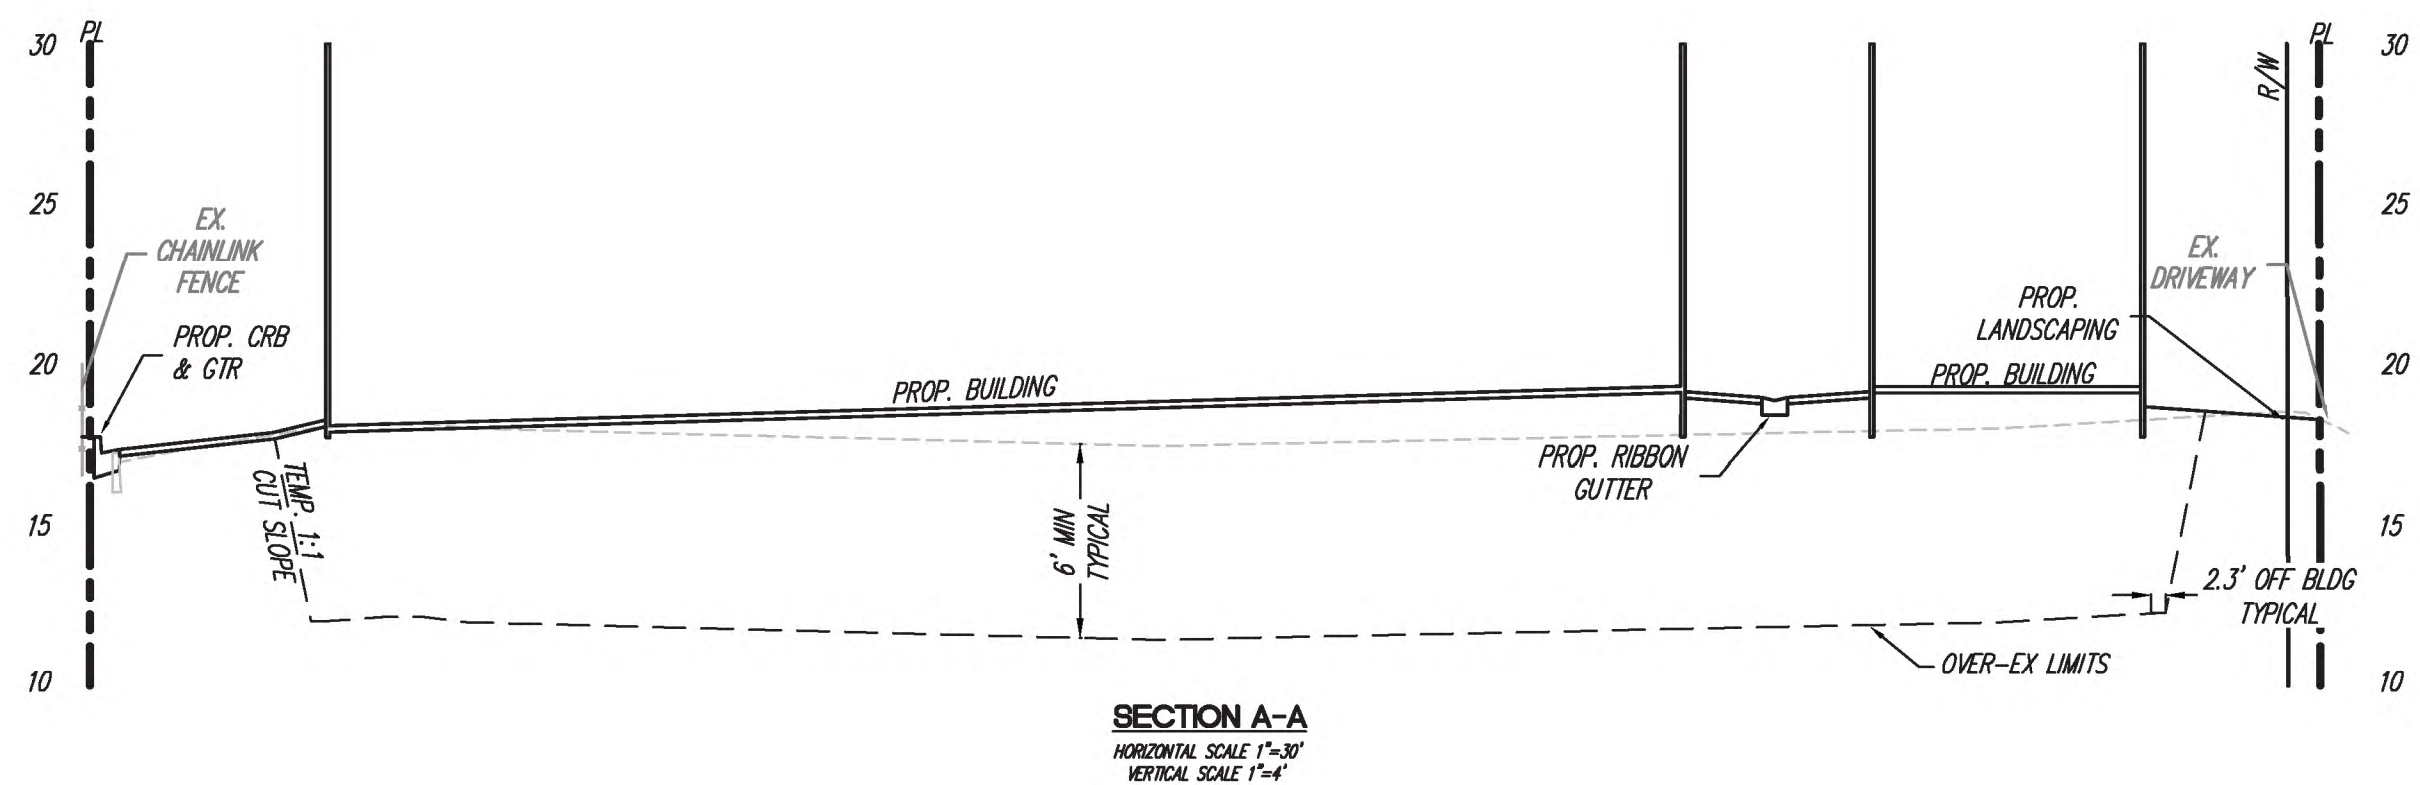 PL
PL
30
30
R/W
25
25
EX.
CHAINLINK
FENCE
EX.
DRIVEWAY
PROP.
LANDSCAPING
PROP. CRB
& GTR
20
20
PROP. BUILDING
PROP. BUILDING
PROP. RIBBON
GUTTER
TEMP. 1:1
CUT SLOPE
15
15
6' MIN
TYPICAL
2.3' OFF BLDG
TYPICAL
OVER-EX LIMITS
10
10
SECTION A-A
HORIZONTAL SCALE 1"=30'
VERTICAL SCALE 1"=4'